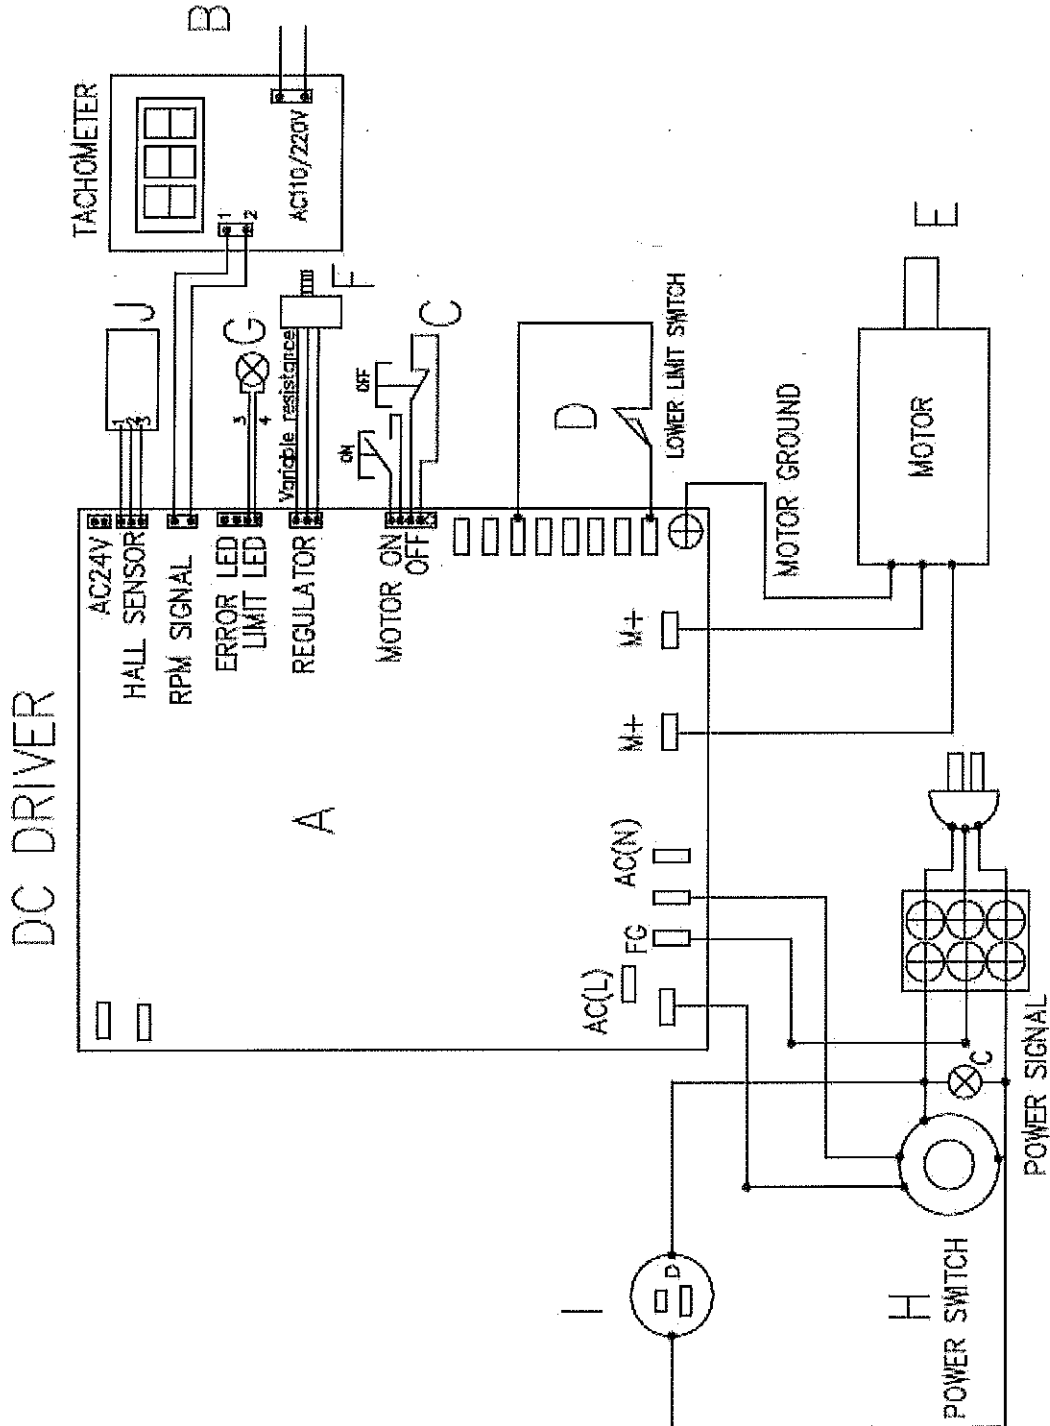 DC DRIVER
A
AC24V
HALL SENSOR
RPM SIGNAL
ERROR LED
LIMIT LED
REGULATOR
MOTOR ON
OFF
AC(L)
FG
AC(N)
M+
M+
TACHOMETER
B
1
2
AC110/220V
J
1
2
3
G
3
4
Variable resistance
F
ON
OFF
C
D
LOWER LIMIT SWITCH
MOTOR GROUND
MOTOR
E
I
D
H
POWER SWITCH
C
POWER SIGNAL